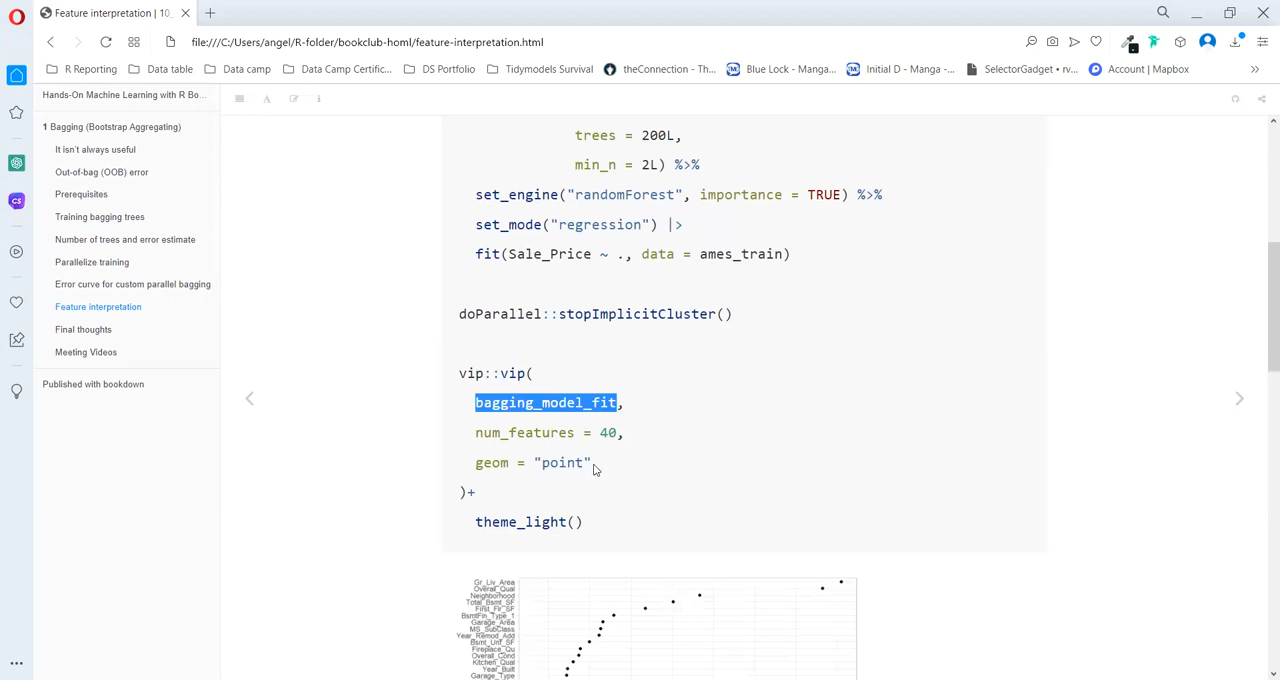 Feature interpretation | 10_
file:///C:/Users/angel/R-folder/bookclub-homl/feature-interpretation.html
R Reporting
Data table
Data camp
Data Camp Certific...
DS Portfolio
Tidymodels Survival
theConnection - Th...
Blue Lock - Manga...
Initial D - Manga -...
SelectorGadget • rv...
Account | Mapbox
Hands-On Machine Learning with R Bo...
1 Bagging (Bootstrap Aggregating)
It isn't always useful
Out-of-bag (OOB) error
Prerequisites
Training bagging trees
Number of trees and error estimate
Parallelize training
Error curve for custom parallel bagging
Feature interpretation
Final thoughts
Meeting Videos
Published with bookdown
trees = 200L,
min_n = 2L) %>%
set_engine("randomForest", importance = TRUE) %>%
set_mode("regression") |>
fit(Sale_Price ~ ., data = ames_train)
doParallel::stopImplicitCluster()
vip::vip(
bagging_model_fit,
num_features = 40,
geom = "point"
)+
theme_light()
Gr_Liv_Area
Overall_Qual
Neighborhood
Total_Bsmt_SF
First_Flr_SF
BsmtFin_Type_1
Garage_Area
MS_SubClass
Year_Remod_Add
Bsmt_Unf_SF
Fireplace_Qu
Overall_Cond
Kitchen_Qual
Year_Built
Garage_Type